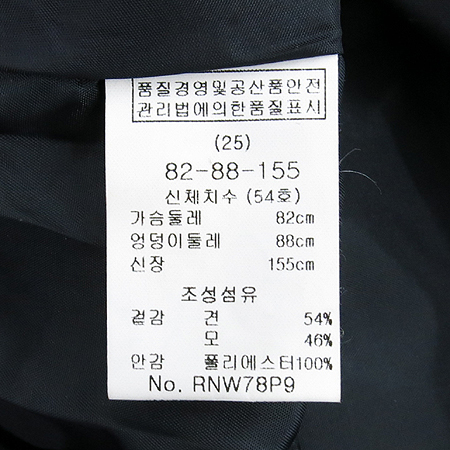 품질경영및공산품안전
관리법에의한품질표시
(25)
82-88-155
신체치수 (54호)
가슴둘레 82cm
엉덩이둘레 88cm
신장 155cm
조성섬유
겉감 견 54%
모 46%
안감 폴리에스터100%
No. RNW78P9